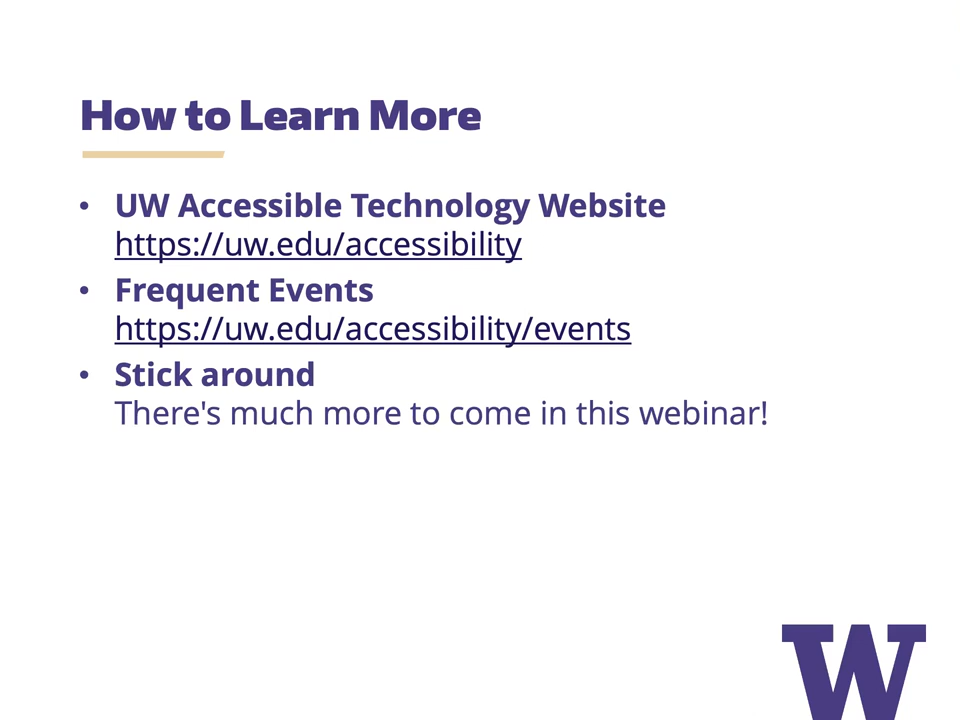 How to Learn More
• UW Accessible Technology Website
https://uw.edu/accessibility
• Frequent Events
https://uw.edu/accessibility/events
• Stick around
There's much more to come in this webinar!
W